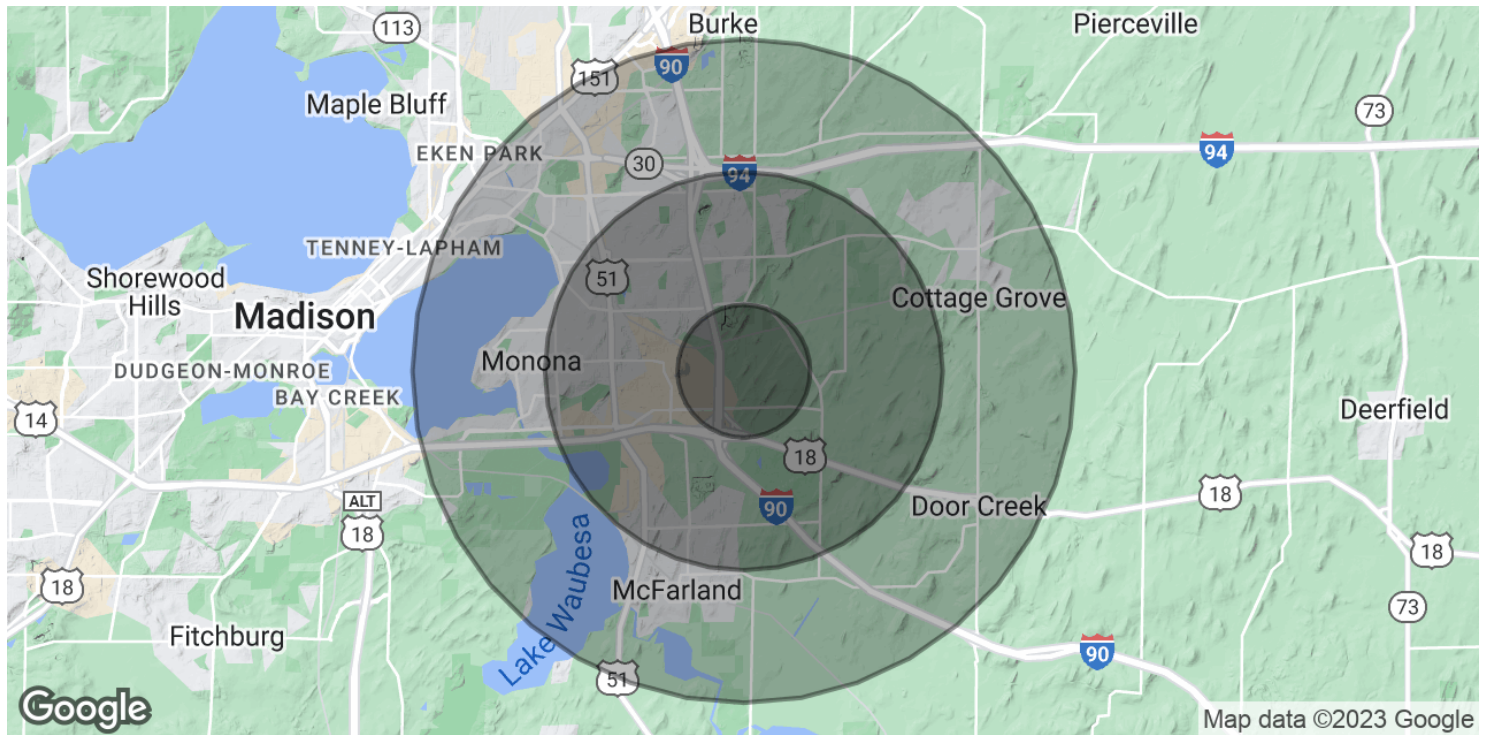 Burke
Pierceville
113
90
151
Maple Bluff
73
EKEN PARK
30
94
94
TENNEY-LAPHAM
Shorewood
Hills
51
Cottage Grove
Madison
Monona
DUDGEON-MONROE
BAY CREEK
14
Deerfield
18
ALT
18
90
Door Creek
18
18
18
Lake Waubesa
McFarland
73
Fitchburg
90
51
Google
Map data ©2023 Google